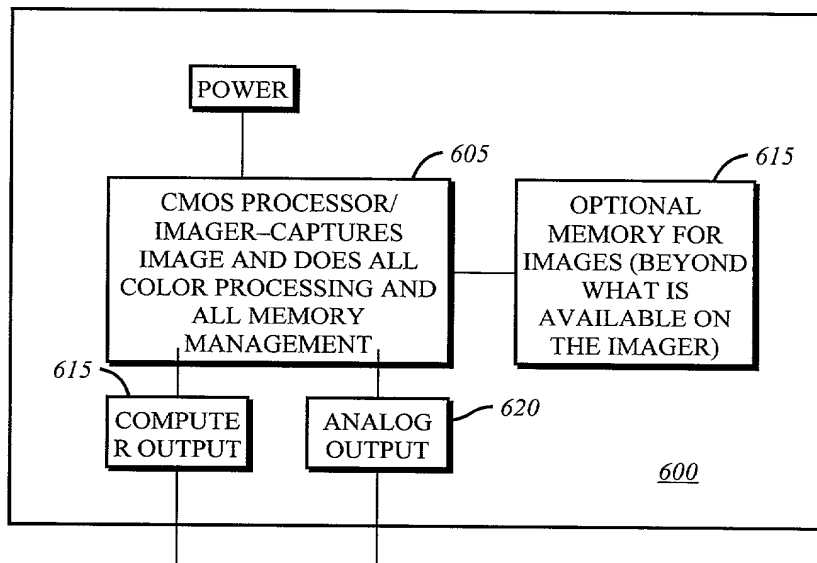 POWER
605
CMOS PROCESSOR/
IMAGER–CAPTURES
IMAGE AND DOES ALL
COLOR PROCESSING AND
ALL MEMORY
MANAGEMENT
615
OPTIONAL
MEMORY FOR
IMAGES (BEYOND
WHAT IS
AVAILABLE ON
THE IMAGER)
615
COMPUTE
R OUTPUT
620
ANALOG
OUTPUT
600